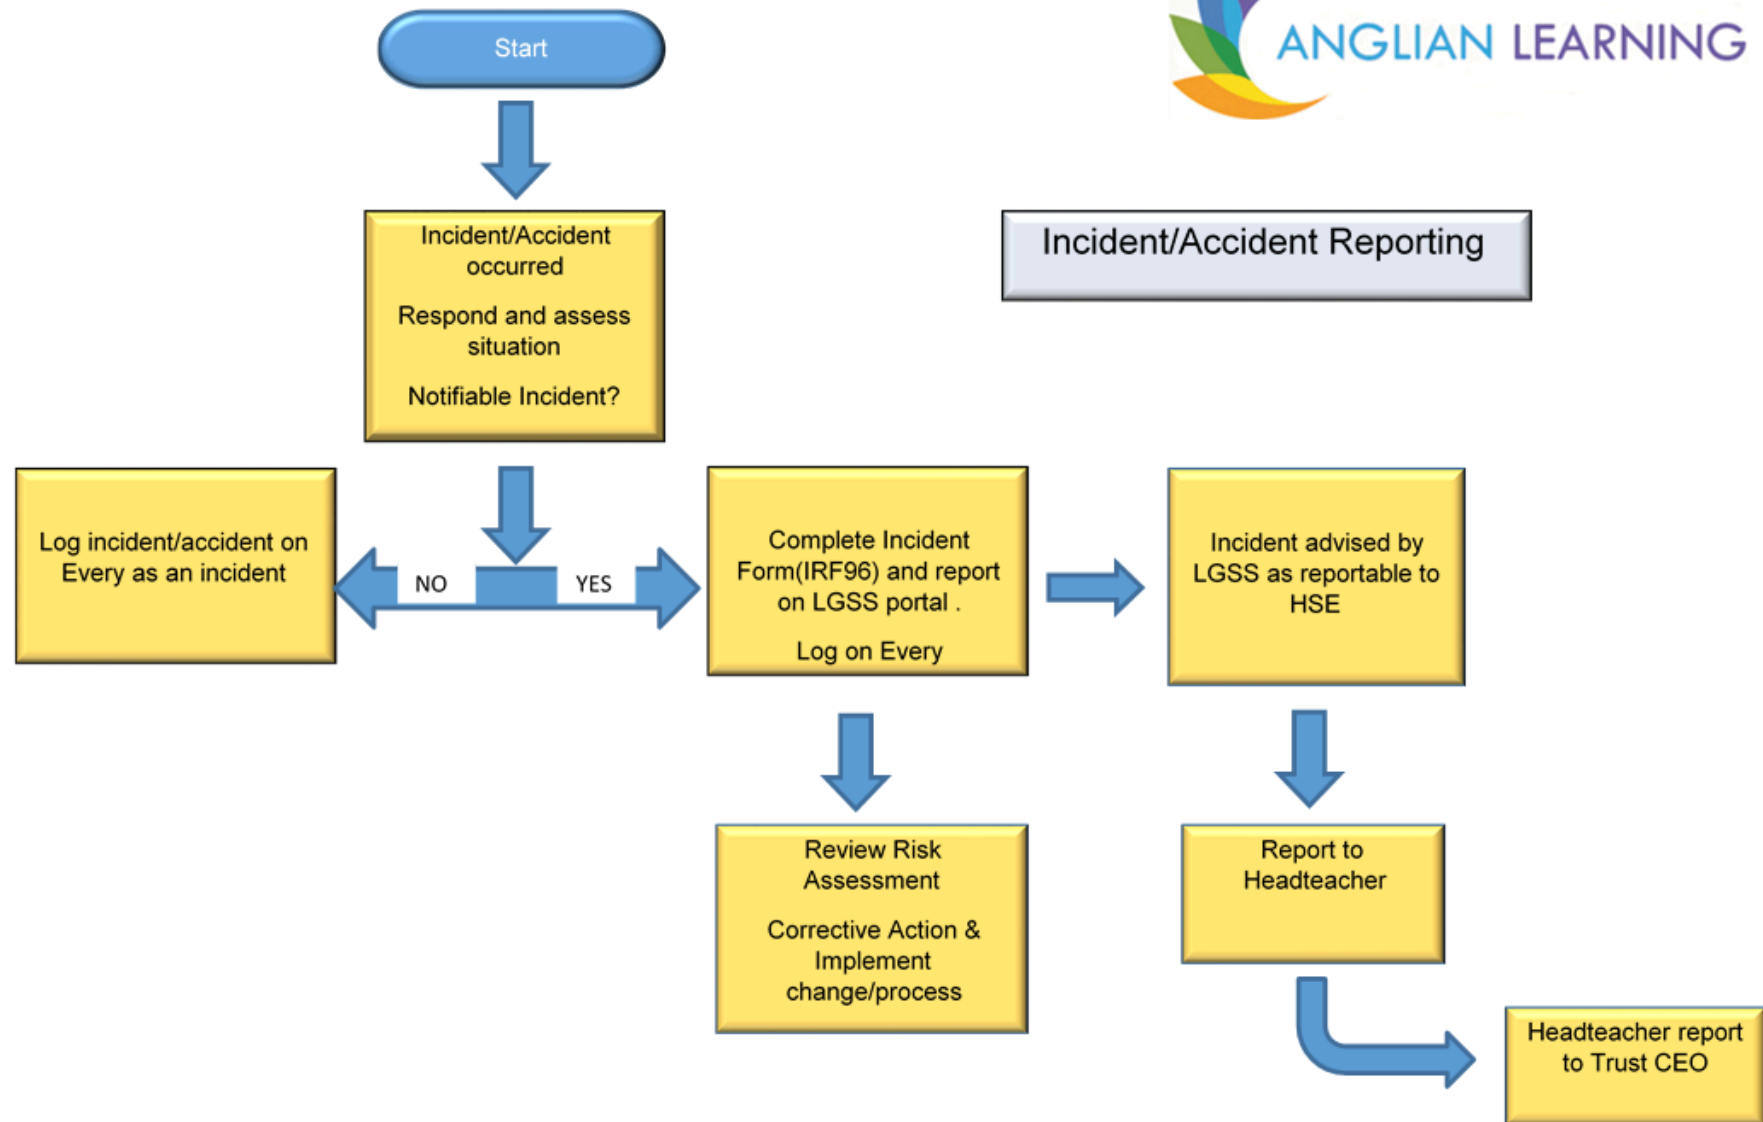 Start
ANGLIAN LEARNING
Incident/Accident
occurred
Respond and assess
situation
Notifiable Incident?
Incident/Accident Reporting
Log incident/accident on
Every as an incident
NO
YES
Complete Incident
Form(IRF96) and report
on LGSS portal .
Log on Every
Incident advised by
LGSS as reportable to
HSE
Review Risk
Assessment
Corrective Action &
Implement
change/process
Report to
Headteacher
Headteacher report
to Trust CEO